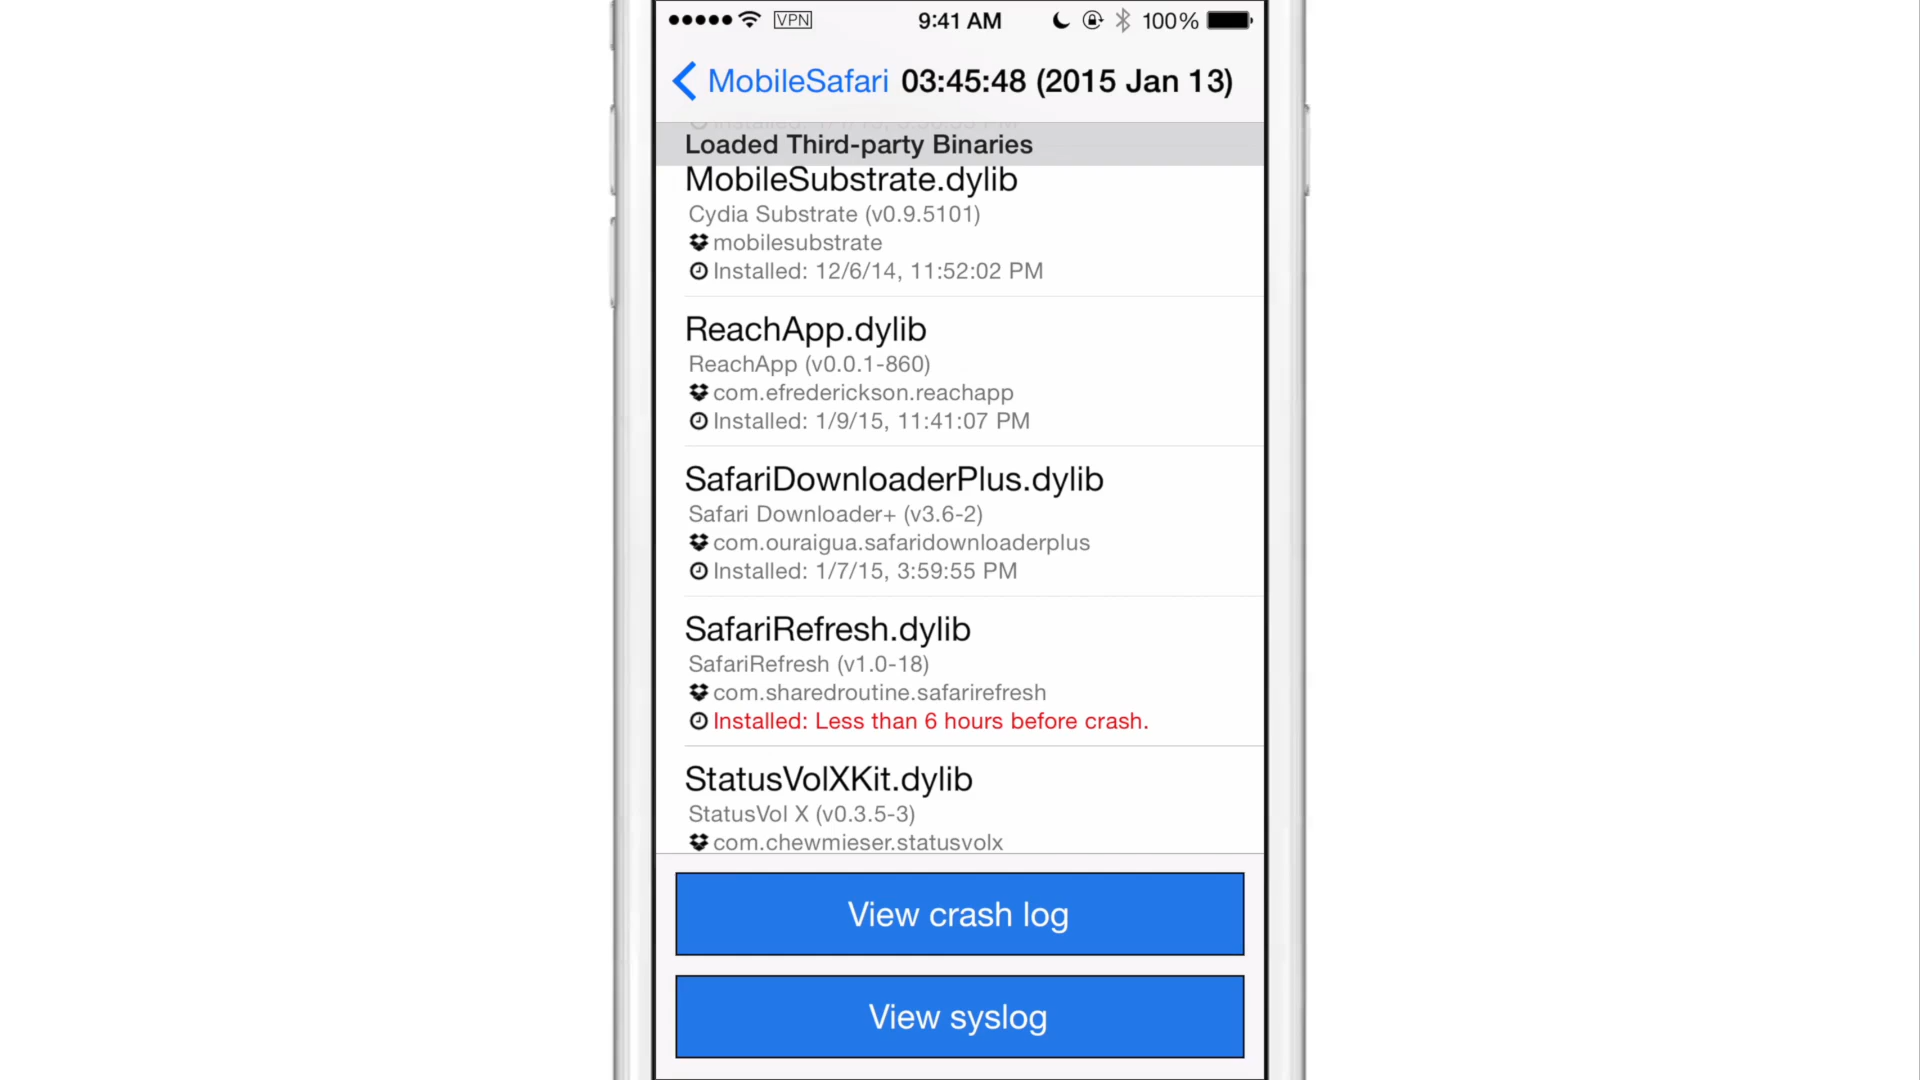 VPN 9:41 AM 100%
MobileSafari 03:45:48 (2015 Jan 13)
Loaded Third-party Binaries
MobileSubstrate.dylib
Cydia Substrate (v0.9.5101)
mobilesubstrate
Installed: 12/6/14, 11:52:02 PM
ReachApp.dylib
ReachApp (v0.0.1-860)
com.efrederickson.reachapp
Installed: 1/9/15, 11:41:07 PM
SafariDownloaderPlus.dylib
Safari Downloader+ (v3.6-2)
com.ouraigua.safaridownloaderplus
Installed: 1/7/15, 3:59:55 PM
SafariRefresh.dylib
SafariRefresh (v1.0-18)
com.sharedroutine.safarirefresh
Installed: Less than 6 hours before crash.
StatusVolXKit.dylib
StatusVol X (v0.3.5-3)
com.chewmieser.statusvolx
View crash log
View syslog